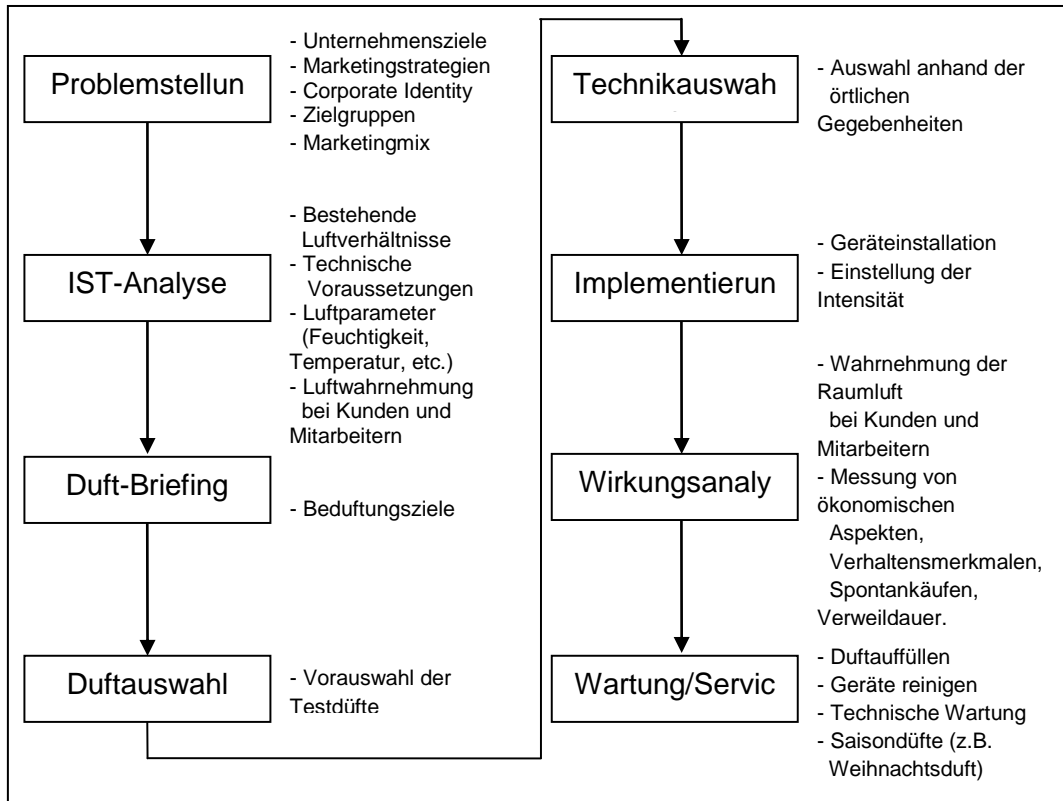 Problemstellun
- Unternehmensziele
- Marketingstrategien
- Corporate Identity
- Zielgruppen
- Marketingmix
IST-Analyse
- Bestehende
Luftverhältnisse
- Technische
Voraussetzungen
- Luftparameter
(Feuchtigkeit,
Temperatur, etc.)
- Luftwahrnehmung
bei Kunden und
Mitarbeitern
Duft-Briefing
- Beduftungsziele
Duftauswahl
- Vorauswahl der
Testdüfte
Technikauswah
- Auswahl anhand der
örtlichen
Gegebenheiten
Implementierun
- Geräteinstallation
- Einstellung der
Intensität
Wirkungsanaly
- Wahrnehmung der
Raumluft
bei Kunden und
Mitarbeitern
- Messung von
ökonomischen
Aspekten,
Verhaltensmerkmalen,
Spontankäufen,
Verweildauer.
Wartung/Servic
- Duftauffüllen
- Geräte reinigen
- Technische Wartung
- Saisondüfte (z.B.
Weihnachtsduft)